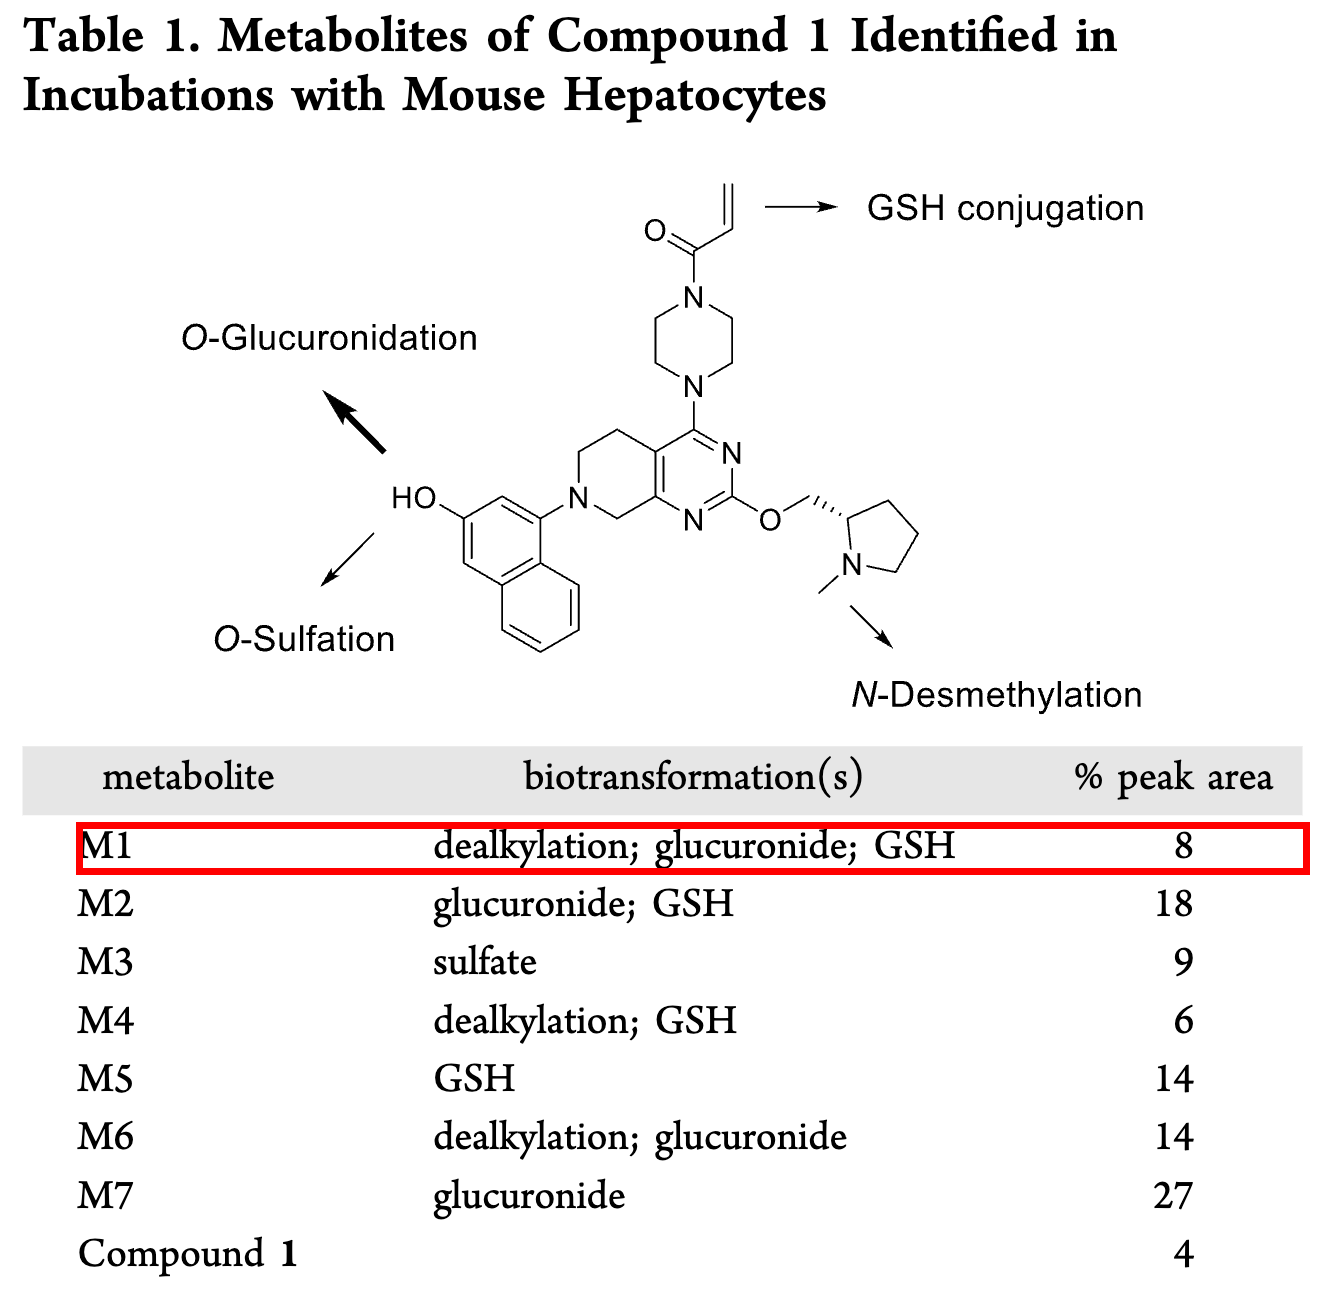 Table 1. Metabolites of Compound 1 Identified in
Incubations with Mouse Hepatocytes
GSH conjugation
O
N
O-Glucuronidation
N
N
HO
N
N
O
N
O-Sulfation
N-Desmethylation
metabolite biotransformation(s) % peak area
M1 dealkylation; glucuronide; GSH 8
M2 glucuronide; GSH 18
M3 sulfate 9
M4 dealkylation; GSH 6
M5 GSH 14
M6 dealkylation; glucuronide 14
M7 glucuronide 27
Compound 1 4